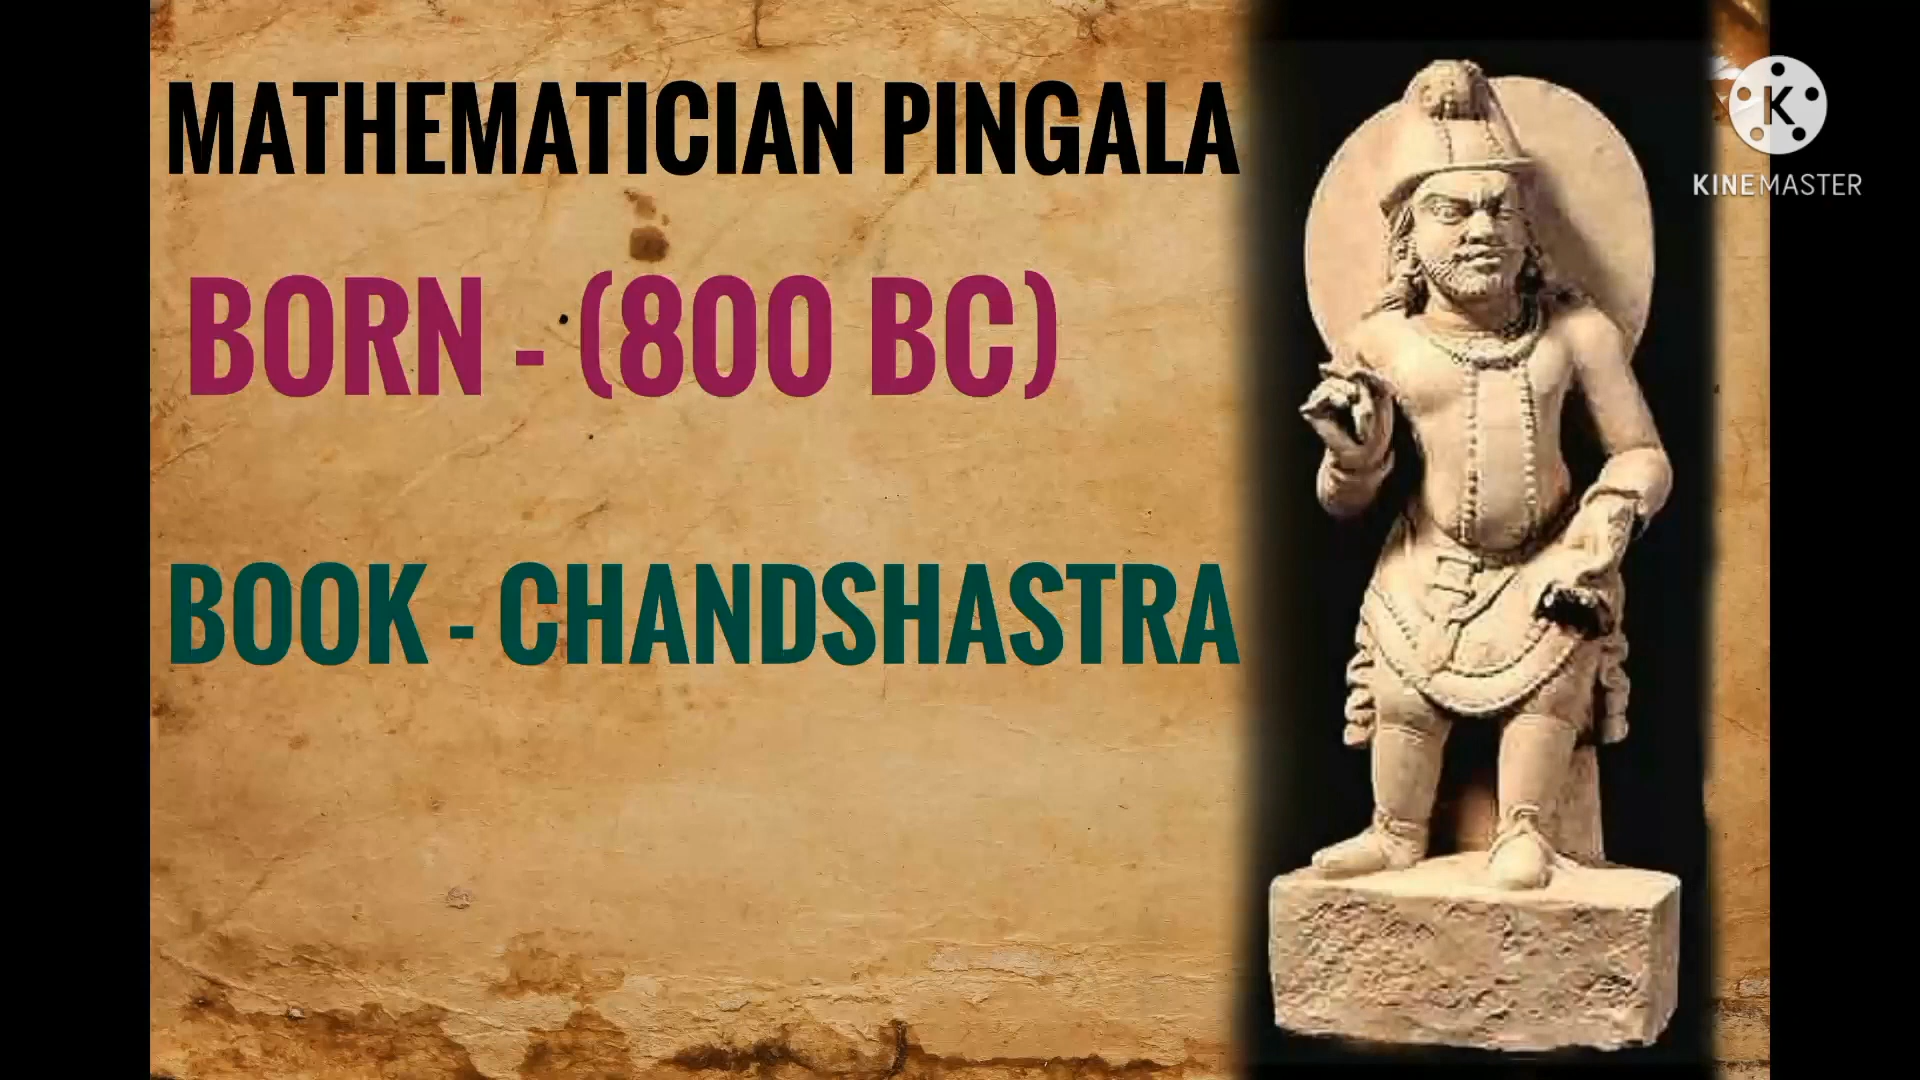 MATHEMATICIAN PINGALA
BORN - (800 BC)
BOOK - CHANDSHASTRA
K
KINEMASTER